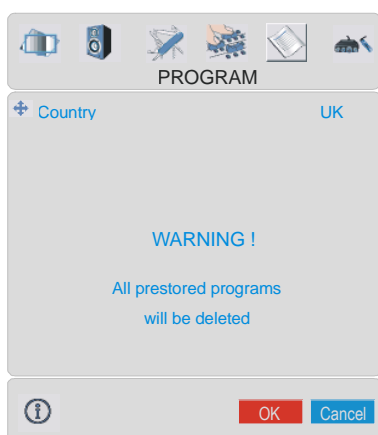 PROGRAM
Country UK
WARNING !
All prestored programs
will be deleted
OK Cancel